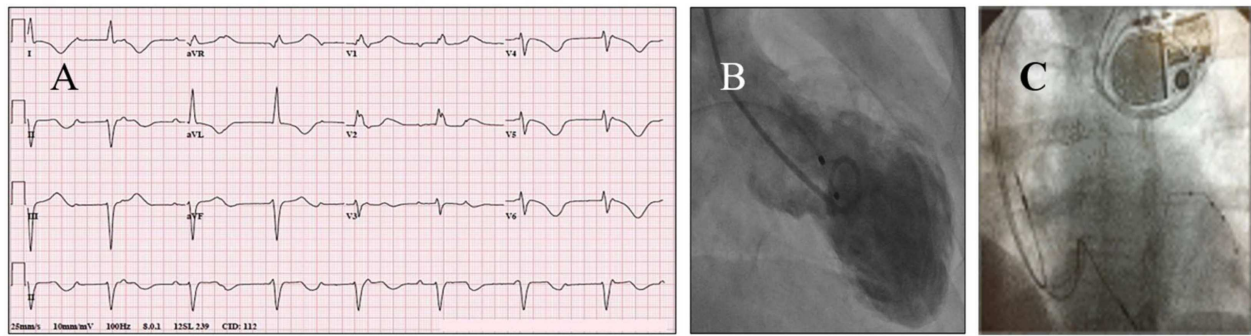 A
B
C
I
aVR
V1
V4
II
aVL
V2
V5
III
aVF
V3
V6
II
25mm/s 10mm/mV 100Hz 8.0.1 12SL 239 CID: 112